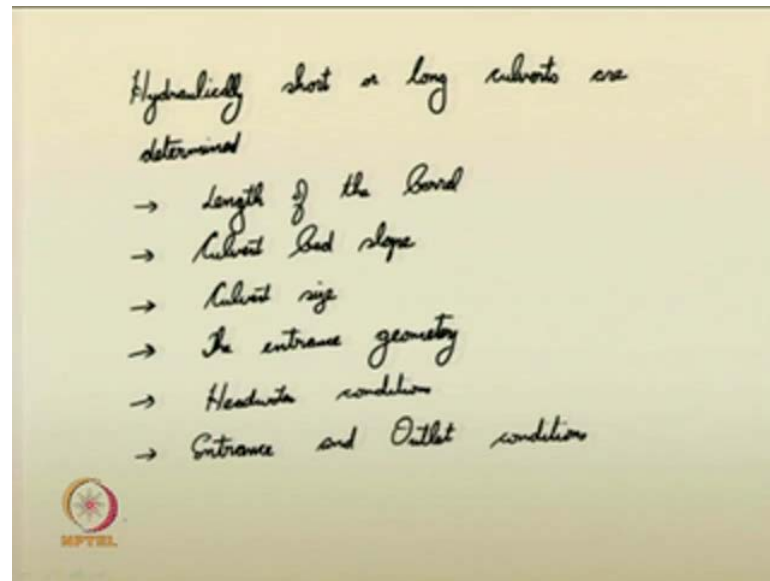 Hydraulically short or long culverts are
determined
→ Length of the barrel
→ Culvert bed slope
→ Culvert size
→ The entrance geometry
→ Headwater condition
→ Entrance and Outlet condition
NPTEL